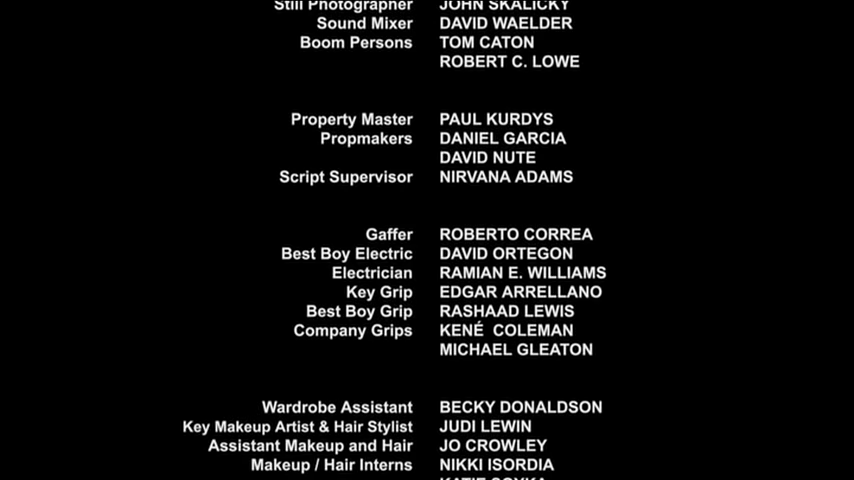 Still Photographer JOHN SKALICKY
Sound Mixer DAVID WAELDER
Boom Persons TOM CATON
ROBERT C. LOWE
Property Master PAUL KURDYS
Propmakers DANIEL GARCIA
DAVID NUTE
Script Supervisor NIRVANA ADAMS
Gaffer ROBERTO CORREA
Best Boy Electric DAVID ORTEGON
Electrician RAMIAN E. WILLIAMS
Key Grip EDGAR ARRELLANO
Best Boy Grip RASHAAD LEWIS
Company Grips KENÉ COLEMAN
MICHAEL GLEATON
Wardrobe Assistant BECKY DONALDSON
Key Makeup Artist & Hair Stylist JUDI LEWIN
Assistant Makeup and Hair JO CROWLEY
Makeup / Hair Interns NIKKI ISORDIA